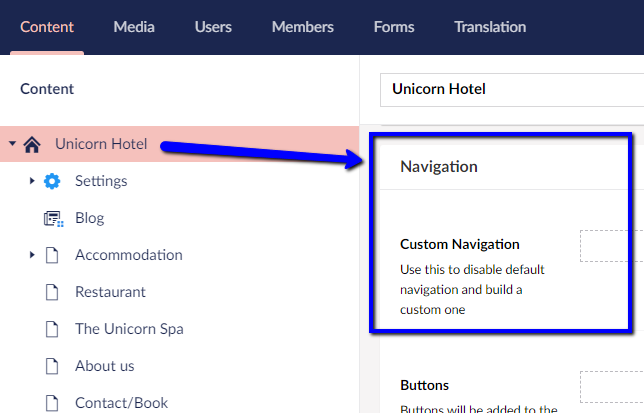 Content Media Users Members Forms Translation
Content
Unicorn Hotel
Settings
Blog
Accommodation
Restaurant
The Unicorn Spa
About us
Contact/Book
Unicorn Hotel
Navigation
Custom Navigation
Use this to disable default
navigation and build a
custom one
Buttons
Buttons will be added to the